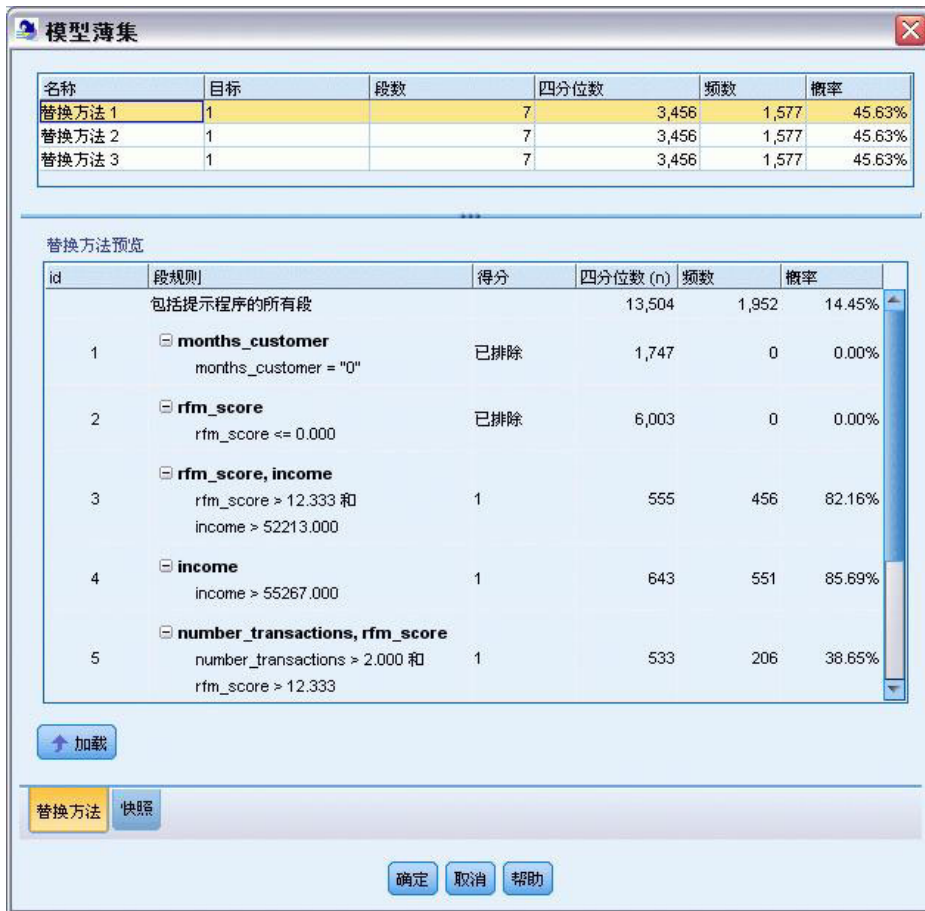 模型薄集
名称 目标 段数 四分位数 频数 概率
替换方法 1 1 7 3,456 1,577 45.63%
替换方法 2 1 7 3,456 1,577 45.63%
替换方法 3 1 7 3,456 1,577 45.63%
替换方法预览
id 段规则 得分 四分位数 (n) 频数 概率
包括提示程序的所有段 13,504 1,952 14.45%
months_customer
1 已排除 1,747 0 0.00%
months_customer = "0"
rfm_score
2 已排除 6,003 0 0.00%
rfm_score <= 0.000
rfm_score, income
3 rfm_score > 12.333 和 1 555 456 82.16%
income > 52213.000
income
4 1 643 551 85.69%
income > 55267.000
number_transactions, rfm_score
5 number_transactions > 2.000 和 1 533 206 38.65%
rfm_score > 12.333
加载
替换方法 快照
确定 取消 帮助